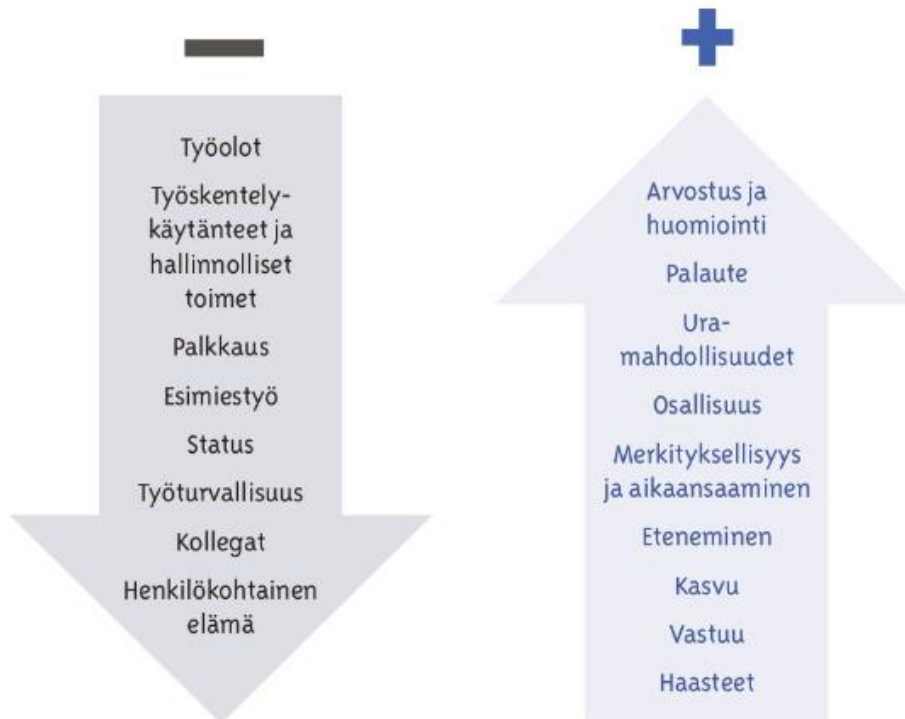 Työolot
Työskentely-
käytänteet ja
hallinnolliset
toimet
Palkkaus
Esimiestyö
Status
Työturvallisuus
Kollegat
Henkilökohtainen
elämä
Arvostus ja
huomiointi
Palaute
Ura-
mahdollisuudet
Osallisuus
Merkityksellisyys
ja aikaansaaminen
Eteneminen
Kasvu
Vastuu
Haasteet